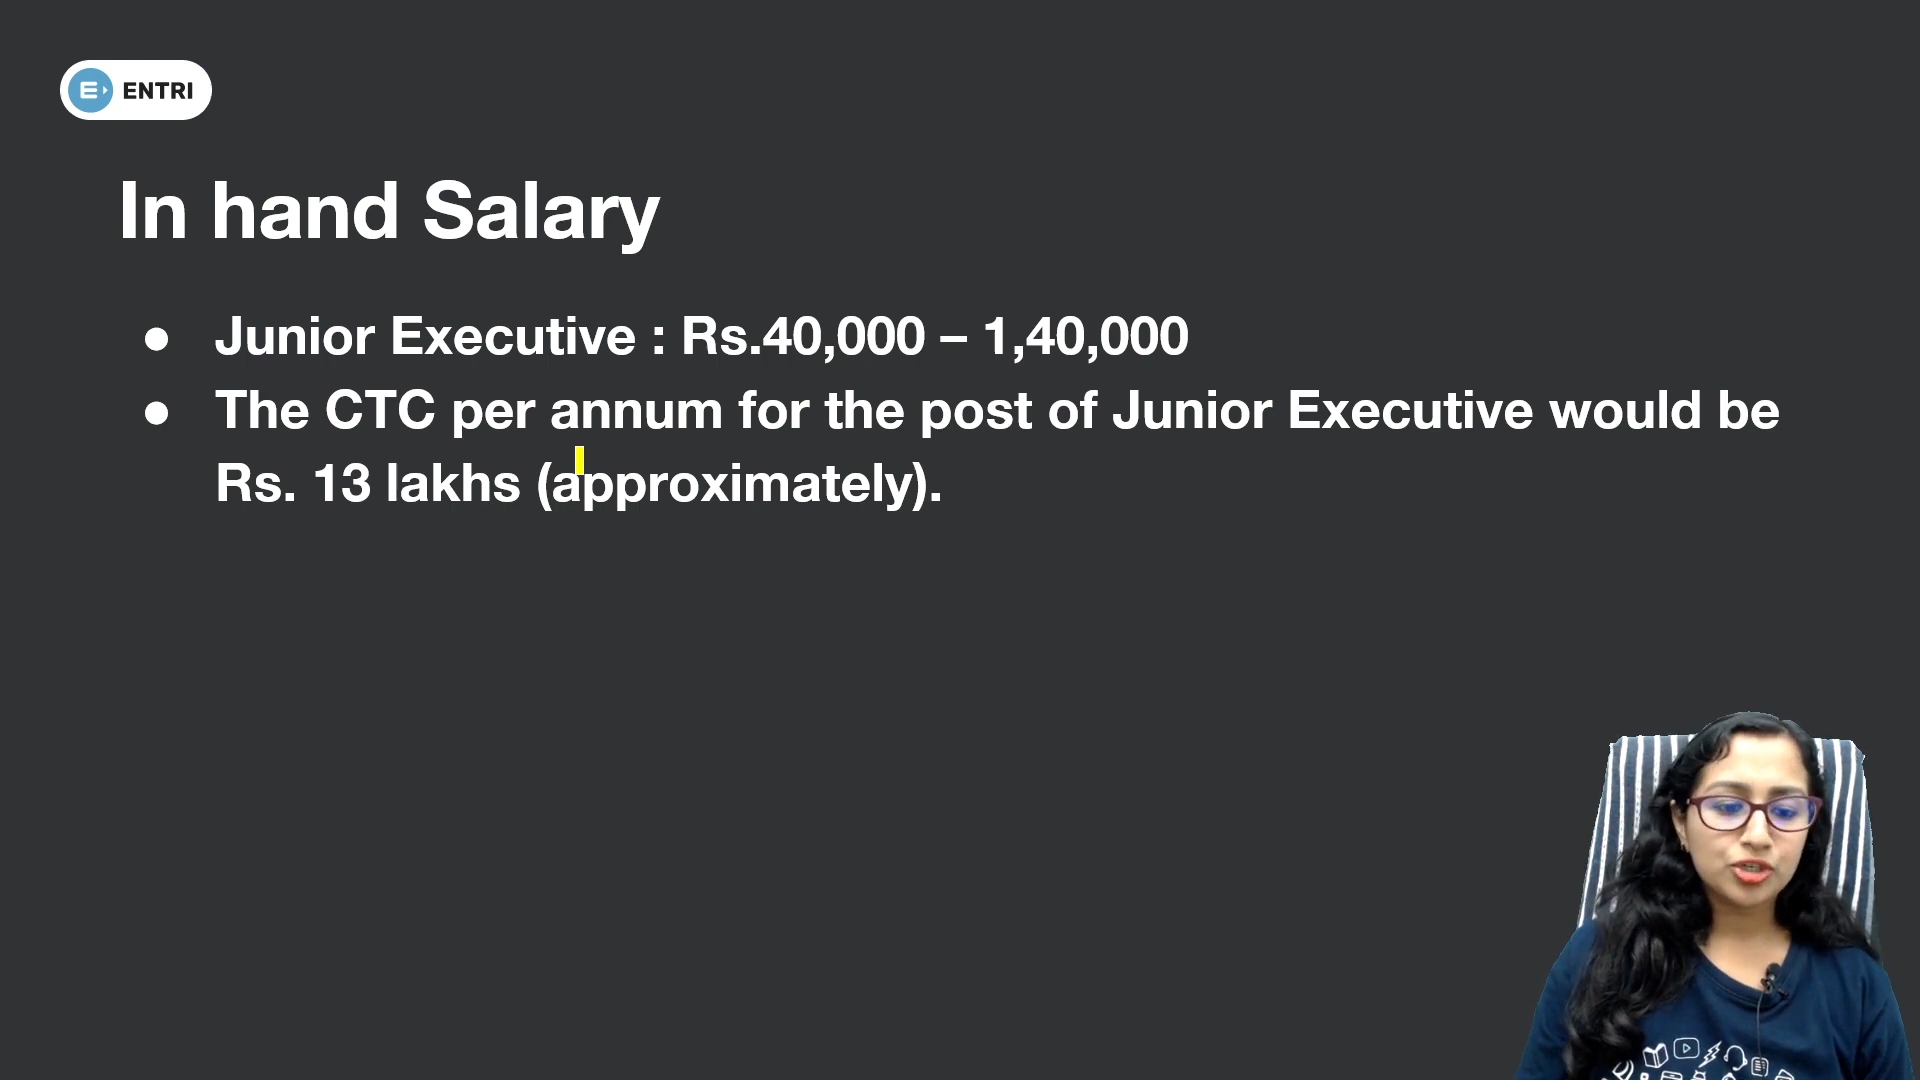 ENTRI
In hand Salary
● Junior Executive : Rs.40,000 – 1,40,000
● The CTC per annum for the post of Junior Executive would be
Rs. 13 lakhs (approximately).